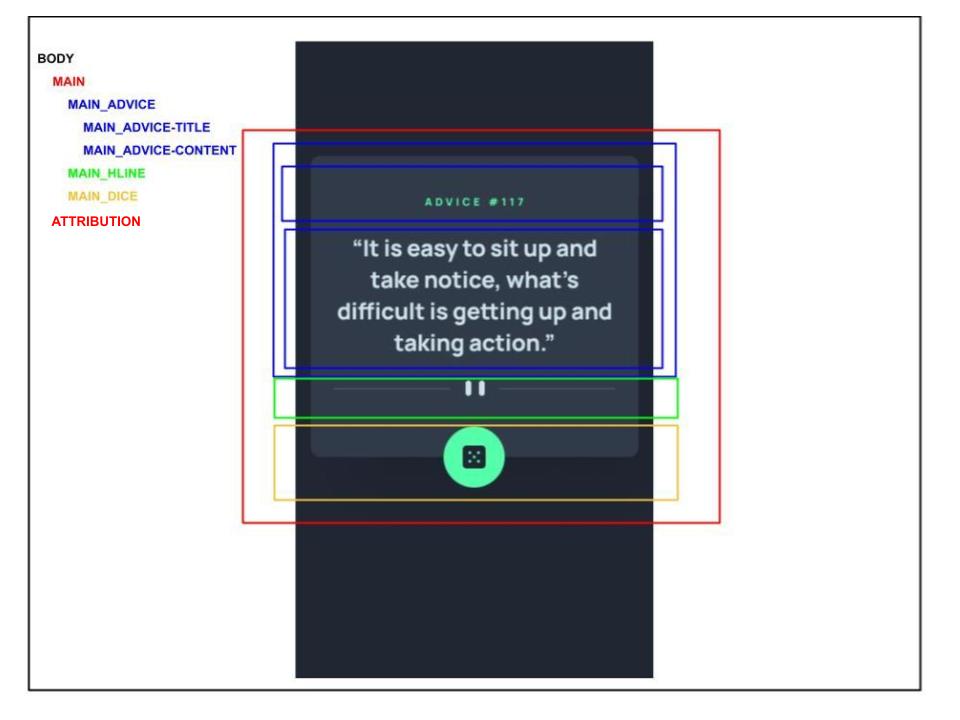 BODY
MAIN
MAIN_ADVICE
MAIN_ADVICE-TITLE
MAIN_ADVICE-CONTENT
MAIN_HLINE
MAIN_DICE
ATTRIBUTION
ADVICE #117
“It is easy to sit up and
take notice, what’s
difficult is getting up and
taking action.”